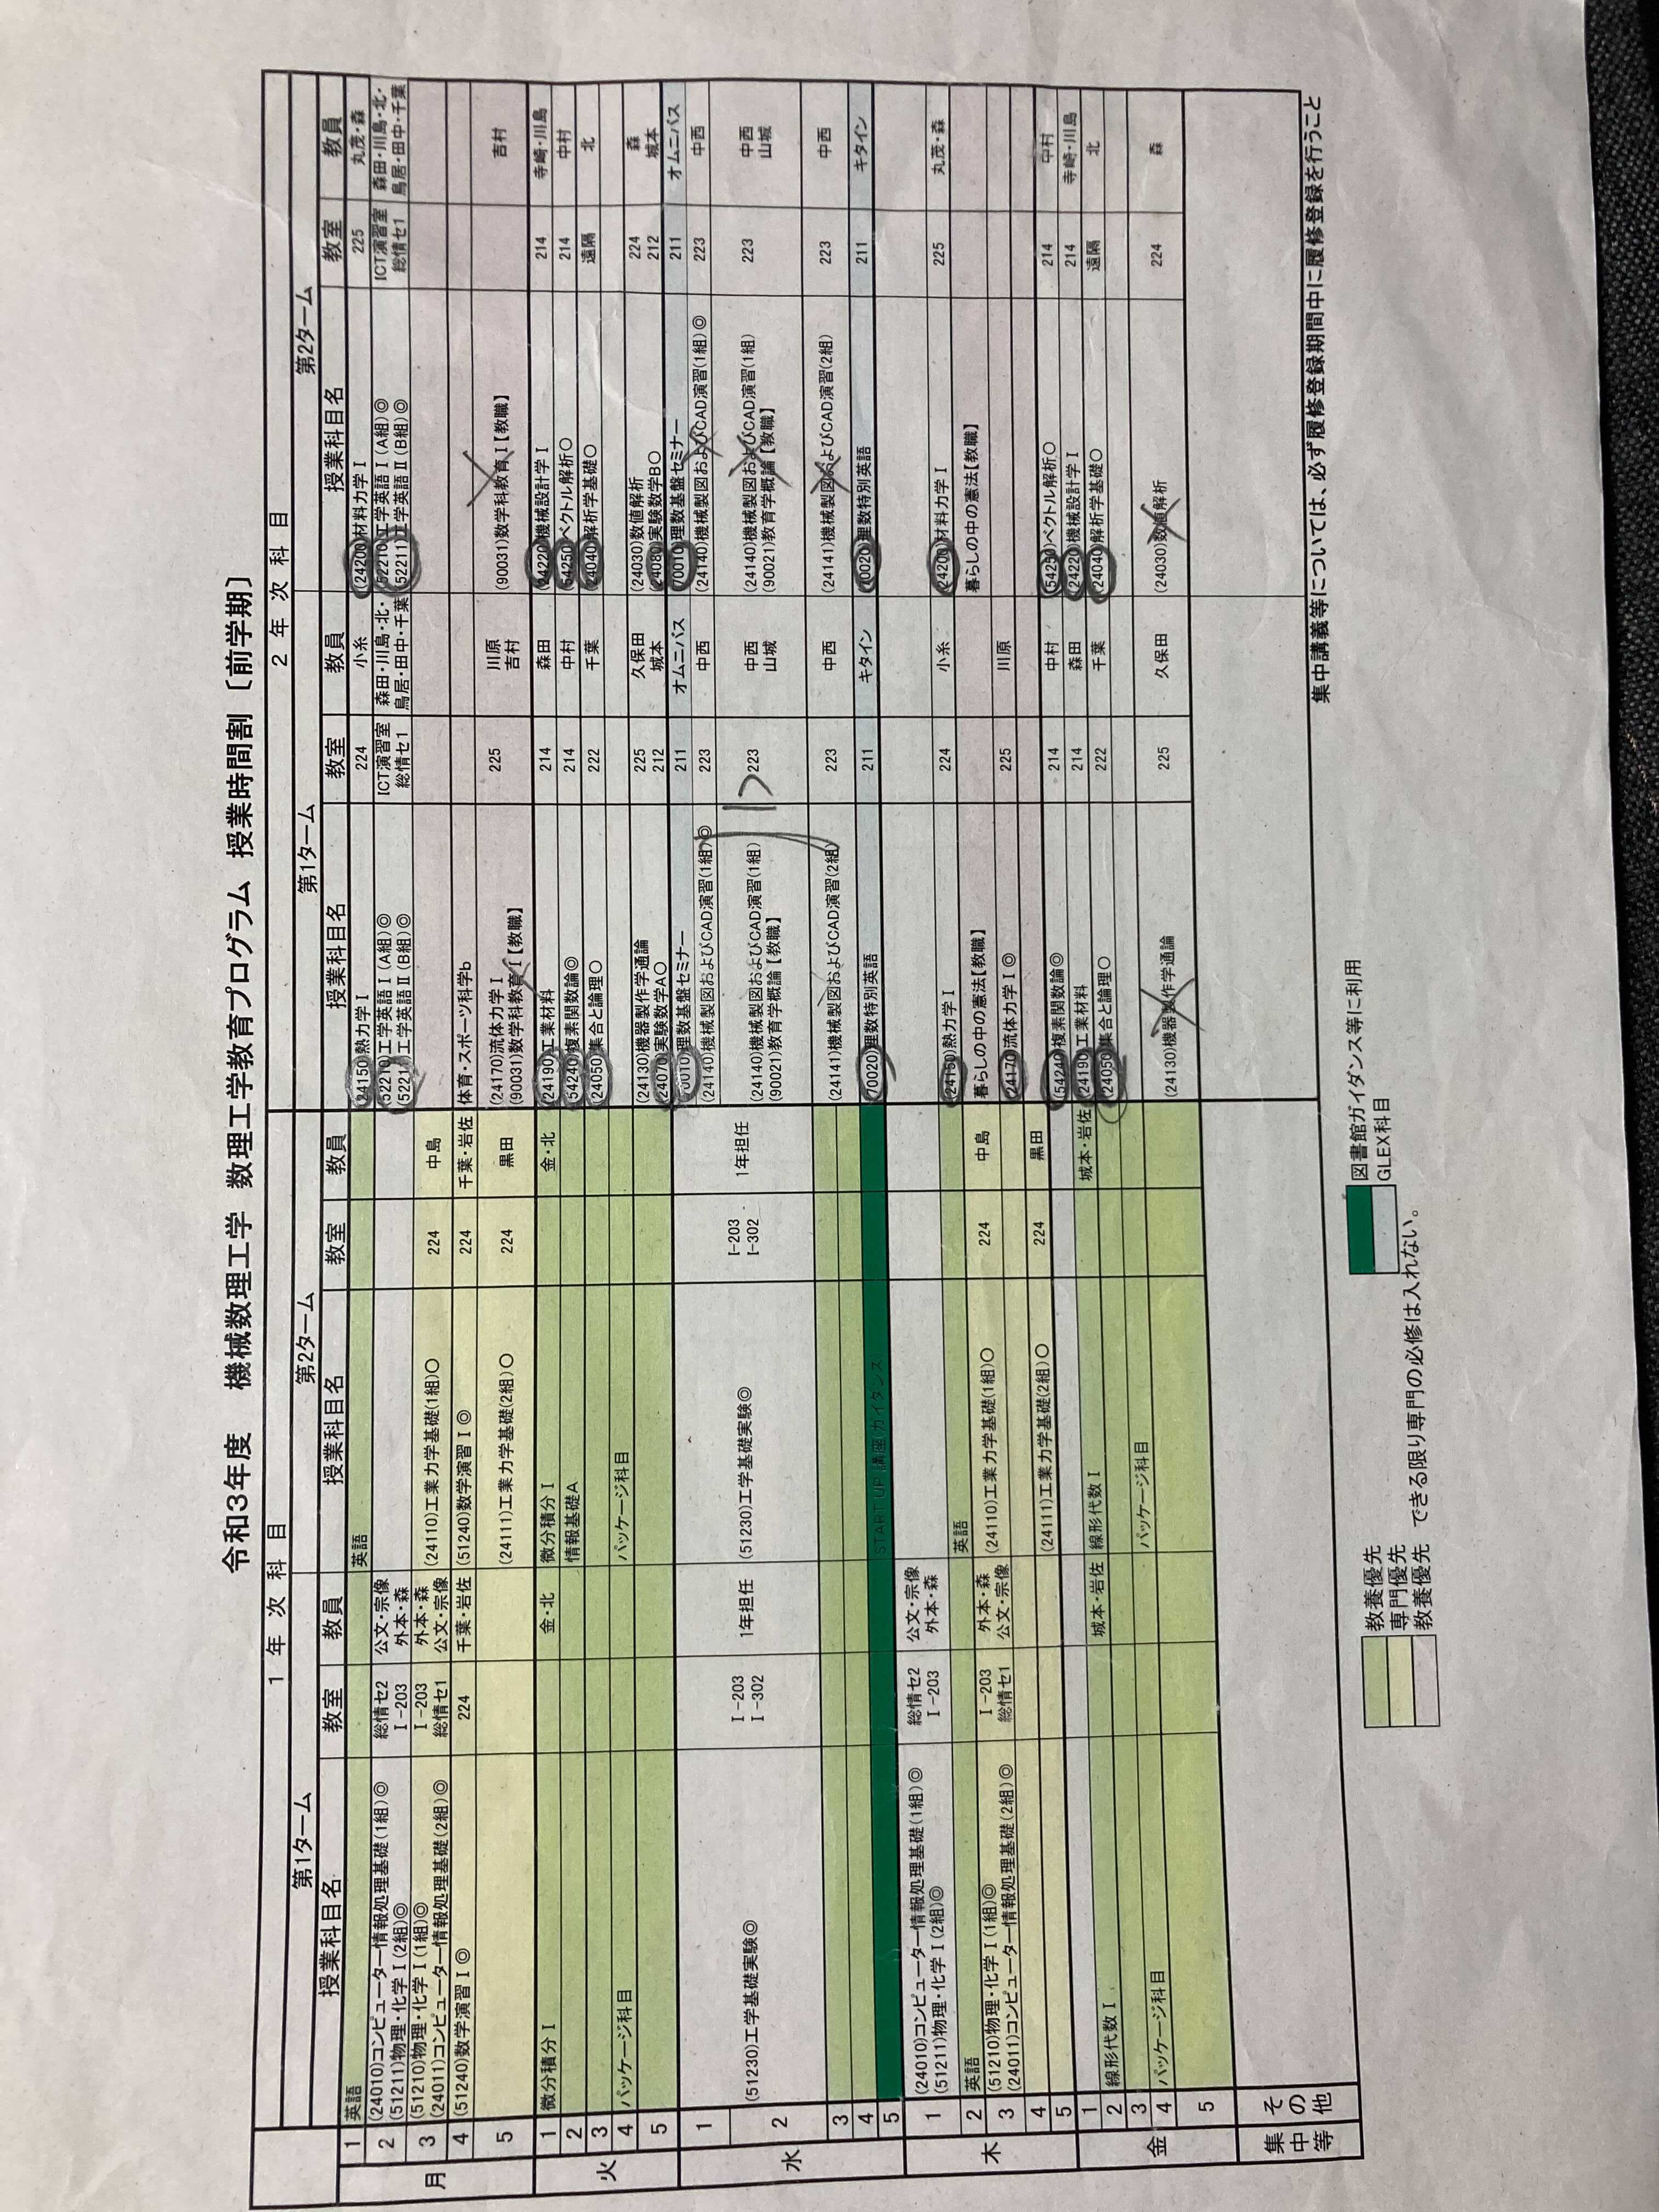 令和3年度 機械数理工学 数理工学教育プログラム 授業時間割〔前学期〕
1年次科目 2年次科目
第1ターム 第2ターム 第1ターム 第2ターム
授業科目名 教室 教員 授業科目名 教室 教員 授業科目名 教室 教員 授業科目名 教室 教員
月
1 英語 英語 (24150)熱力学Ⅰ 224 小糸 (24200)材料力学Ⅰ 225 丸茂・森
2 (24010)コンピューター情報処理基礎(1組)◎ 総情セ2 公文・宗像 (52210)工学英語Ⅰ(A組)◎ ICT演習室 森田・川島・北・ (52210)工学英語Ⅰ(A組)◎ ICT演習室 森田・川島・北・
(51211)物理・化学Ⅰ(2組)◎ Ⅰ-203 外本・森 (52211)工学英語Ⅱ(B組)◎ 総情セ1 鳥居・田中・千葉 (52211)工学英語Ⅱ(B組)◎ 総情セ1 鳥居・田中・千葉
3 (51210)物理・化学Ⅰ(1組)◎ Ⅰ-203 外本・森 (24110)工業力学基礎(1組)○ 224 中島
(24011)コンピューター情報処理基礎(2組)◎ 総情セ1 公文・宗像
4 (51240)数学演習Ⅰ◎ 224 千葉・岩佐 (51240)数学演習Ⅰ◎ 224 千葉・岩佐 体育・スポーツ科学b
5 (24111)工業力学基礎(2組)○ 224 黒田 (24170)流体力学Ⅰ 225 川原 (90031)数学科教育Ⅰ【教職】 吉村
(90031)数学科教育Ⅰ【教職】 吉村
火
1 微分積分Ⅰ 金・北 微分積分Ⅰ 金・北 (24190)工業材料 214 森田 (24220)機械設計学Ⅰ 214 寺崎・川島
2 情報基礎A (54240)複素関数論◎ 214 中村 (54250)ベクトル解析○ 214 中村
3 (24050)集合と論理○ 222 千葉 (24040)解析学基礎○ 遠隔 北
4 パッケージ科目 パッケージ科目
5 (24130)機器製作学通論 225 久保田 (24030)数値解析 224 森
(24070)実験数学A○ 212 城本 (24080)実験数学B○ 212 城本
水
1 (70010)理数基盤セミナー 211 オムニバス (70010)理数基盤セミナー 211 オムニバス
(24140)機械製図およびCAD演習(1組)◎ 223 中西 (24140)機械製図およびCAD演習(1組)◎ 223 中西
2 (51230)工学基礎実験◎ Ⅰ-203 1年担任 (51230)工学基礎実験◎ Ⅰ-203 1年担任 (24140)機械製図およびCAD演習(1組) 223 中西 (24140)機械製図およびCAD演習(1組) 223 中西
Ⅰ-302 Ⅰ-302 (90021)教育学概論【教職】 山城 (90021)教育学概論【教職】 山城
3 (24141)機械製図およびCAD演習(2組) 223 中西 (24141)機械製図およびCAD演習(2組) 223 中西
4 (70020)理数特別英語 211 キタイン (70020)理数特別英語 211 キタイン
5 START UP 講座 ガイダンス
木
1 (24010)コンピューター情報処理基礎(1組)◎ 総情セ2 公文・宗像
(51211)物理・化学Ⅰ(2組)◎ Ⅰ-203 外本・森 (24150)熱力学Ⅰ 224 小糸 (24200)材料力学Ⅰ 225 丸茂・森
2 英語 英語 暮らしの中の憲法【教職】 暮らしの中の憲法【教職】
3 (51210)物理・化学Ⅰ(1組)◎ Ⅰ-203 外本・森 (24110)工業力学基礎(1組)○ 224 中島 (24170)流体力学Ⅰ◎ 225 川原
(24011)コンピューター情報処理基礎(2組)◎ 総情セ1 公文・宗像
4 (24111)工業力学基礎(2組)○ 224 黒田
5 (54240)複素関数論◎ 214 中村 (54250)ベクトル解析○ 214 中村
金
1 城本・岩佐 線形代数Ⅰ 城本・岩佐 (24190)工業材料 214 森田 (24220)機械設計学Ⅰ 214 寺崎・川島
2 線形代数Ⅰ (24050)集合と論理○ 222 千葉 (24040)解析学基礎○ 遠隔 北
3 パッケージ科目
4 パッケージ科目 (24130)機器製作学通論 225 久保田 (24030)数値解析 224 森
5
集中等 その他
集中講義等については、必ず履修登録期間中に履修登録を行うこと
教養優先 図書館ガイダンス等に利用
専門優先 GLEX科目
教養優先 できる限り専門の必修は入れない。